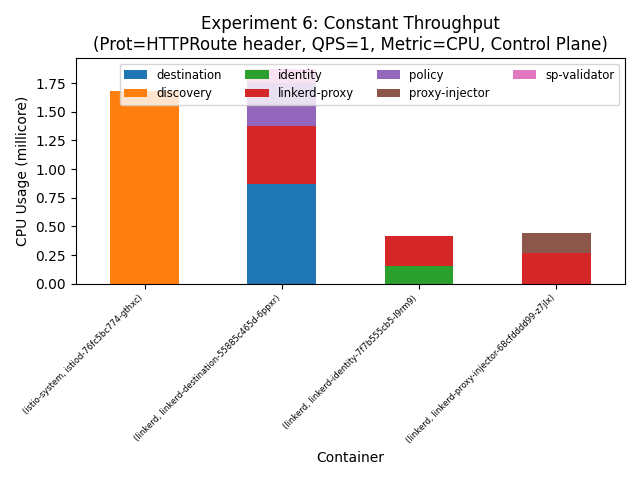 Experiment 6: Constant Throughput
(Prot=HTTPRoute header, QPS=1, Metric=CPU, Control Plane)
destination
discovery
identity
linkerd-proxy
policy
proxy-injector
sp-validator
CPU Usage (millicore)
1.75
1.50
1.25
1.00
0.75
0.50
0.25
0.00
(istio-system, istiod-76fc5bc774-gthxc)
(linkerd, linkerd-destination-55885c465d-6ppxr)
(linkerd, linkerd-identity-7f7b555cb5-l9rm9)
(linkerd, linkerd-proxy-injector-68cfdddd99-z7jlx)
Container